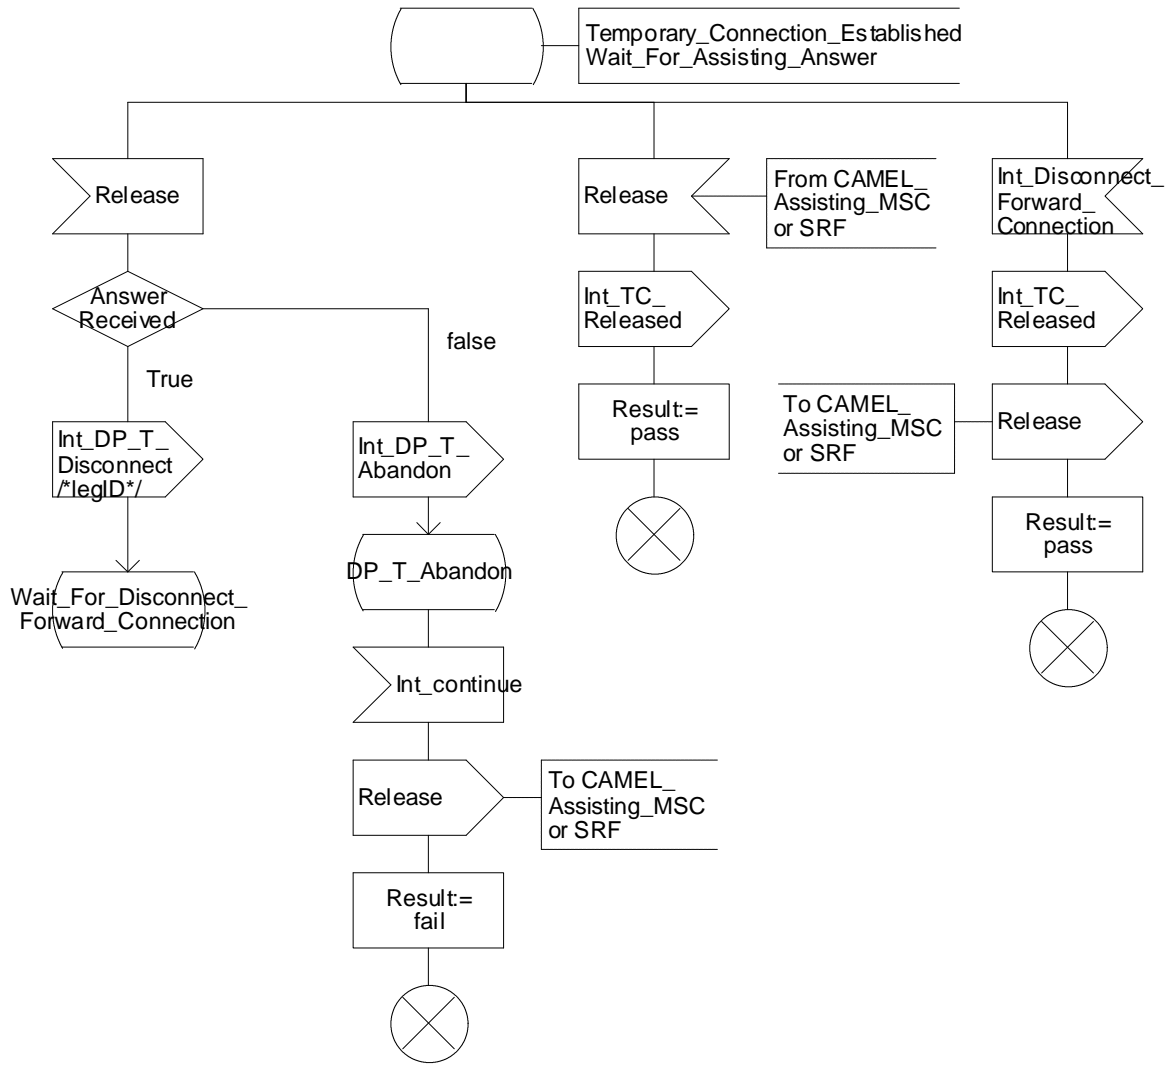 Temporary_Connection_Established
Wait_For_Assisting_Answer
Release
Release
From CAMEL_
Assisting_MSC
or SRF
Int_Disconnect_
Forward_
Connection
Answer
Received
false
True
Int_TC_
Released
Int_TC_
Released
Int_DP_T_
Disconnect
/*legID*/
Int_DP_T_
Abandon
Result:=
pass
To CAMEL_
Assisting_MSC
or SRF
Release
Wait_For_Disconnect_
Forward_Connection
DP_T_Abandon
Result:=
pass
Int_continue
Release
To CAMEL_
Assisting_MSC
or SRF
Result:=
fail